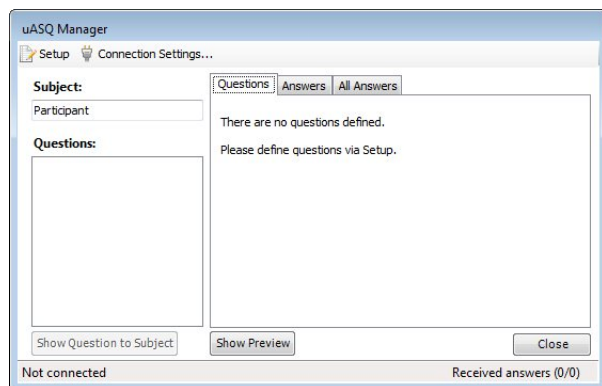 uASQ Manager
Setup Connection Settings...
Subject:
Participant
Questions:
Show Question to Subject
Questions Answers All Answers
There are no questions defined.
Please define questions via Setup.
Show Preview
Close
Not connected
Received answers (0/0)